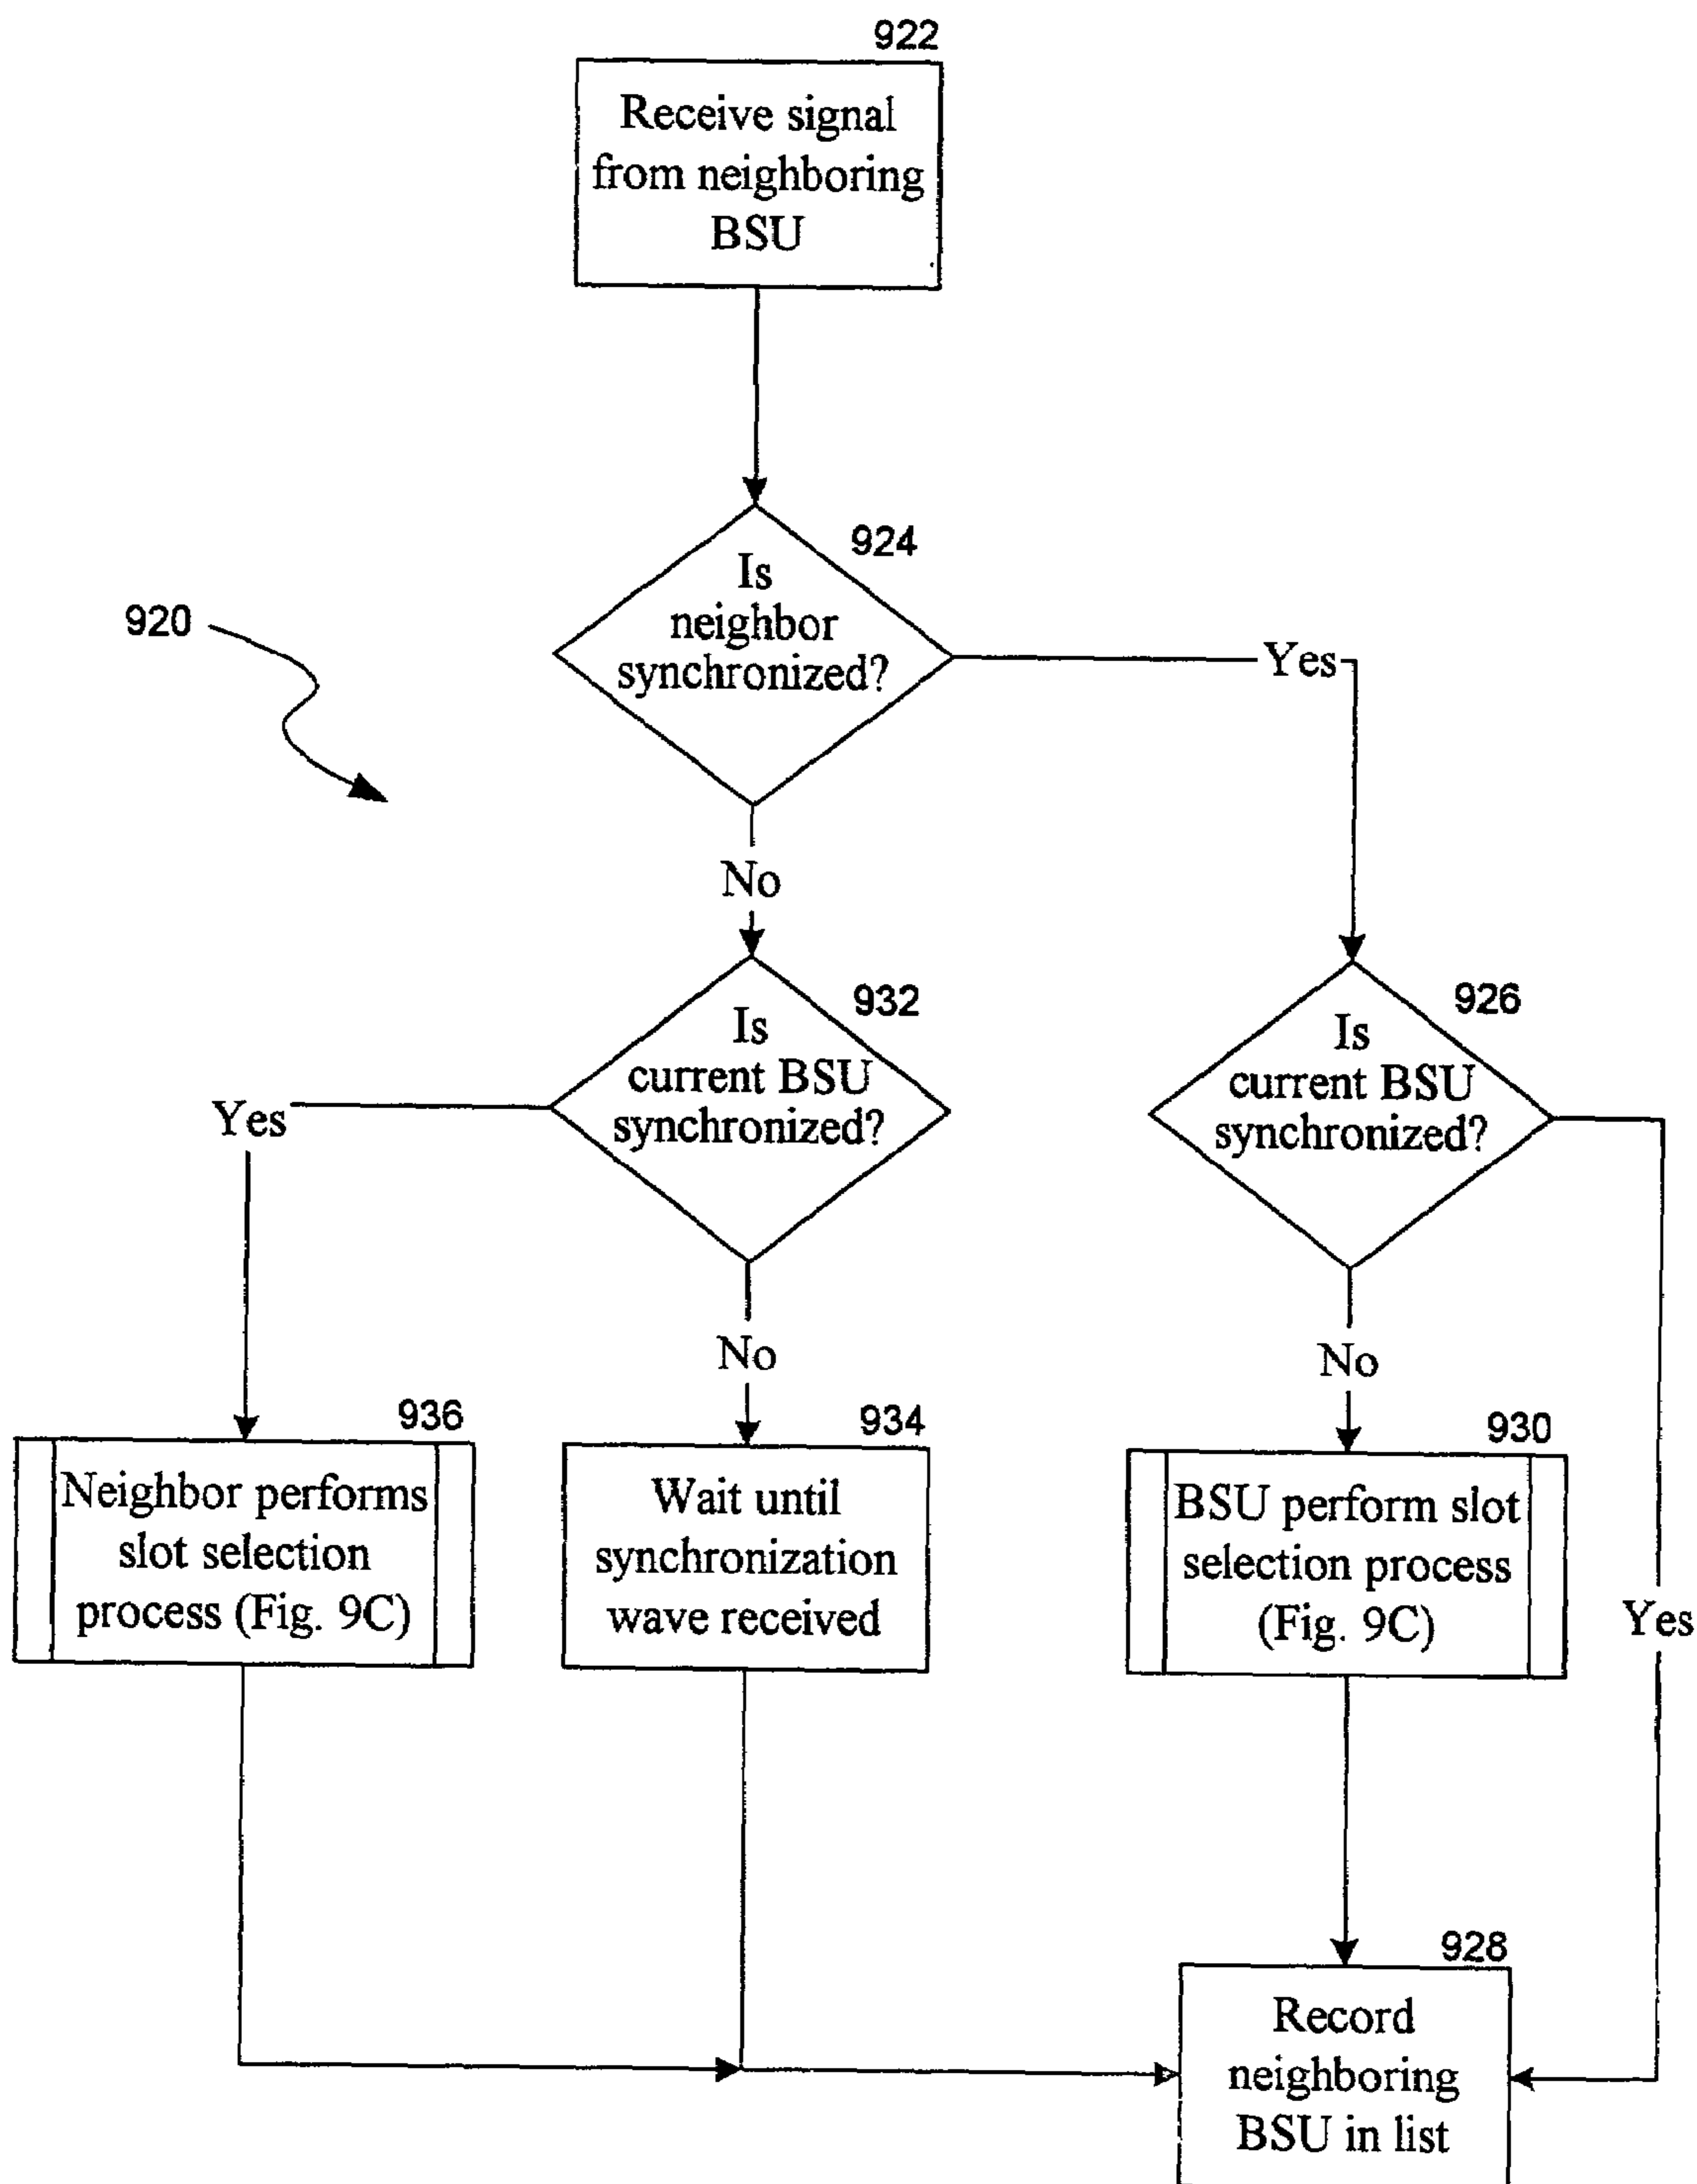 922
Receive signal
from neighboring
BSU
924
Is
neighbor
synchronized?
920
Yes
No
932
Is
current BSU
synchronized?
926
Is
current BSU
synchronized?
Yes
No
No
936
Neighbor performs
slot selection
process (Fig. 9C)
934
Wait until
synchronization
wave received
930
BSU perform slot
selection process
(Fig. 9C)
Yes
928
Record
neighboring
BSU in list